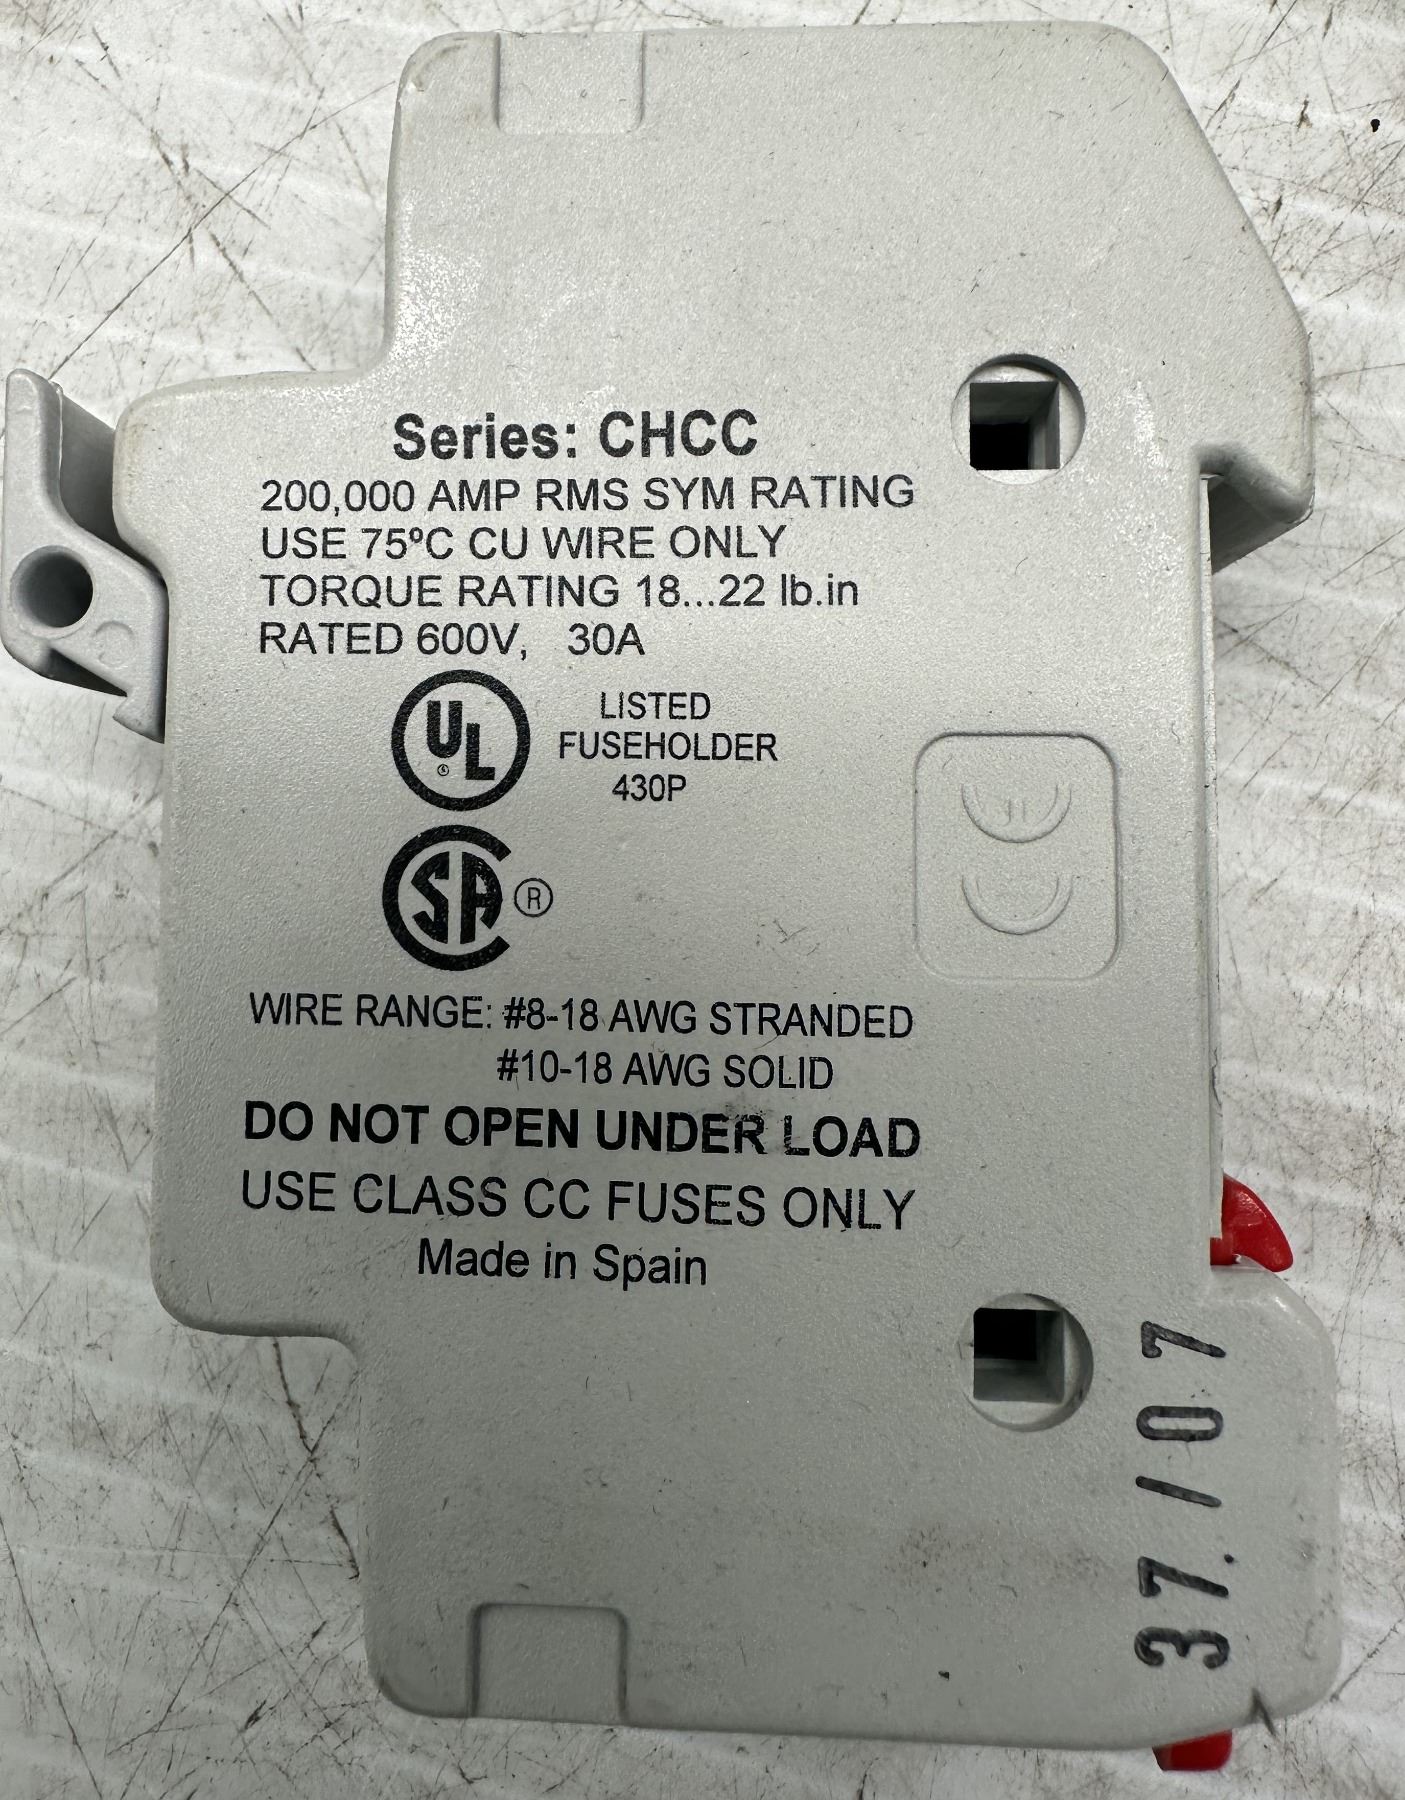 Series: CHCC
200,000 AMP RMS SYM RATING
USE 75ºC CU WIRE ONLY
TORQUE RATING 18...22 lb.in
RATED 600V, 30A
UL
LISTED
FUSEHOLDER
430P
SA ®
WIRE RANGE: #8-18 AWG STRANDED
#10-18 AWG SOLID
DO NOT OPEN UNDER LOAD
USE CLASS CC FUSES ONLY
Made in Spain
37./07